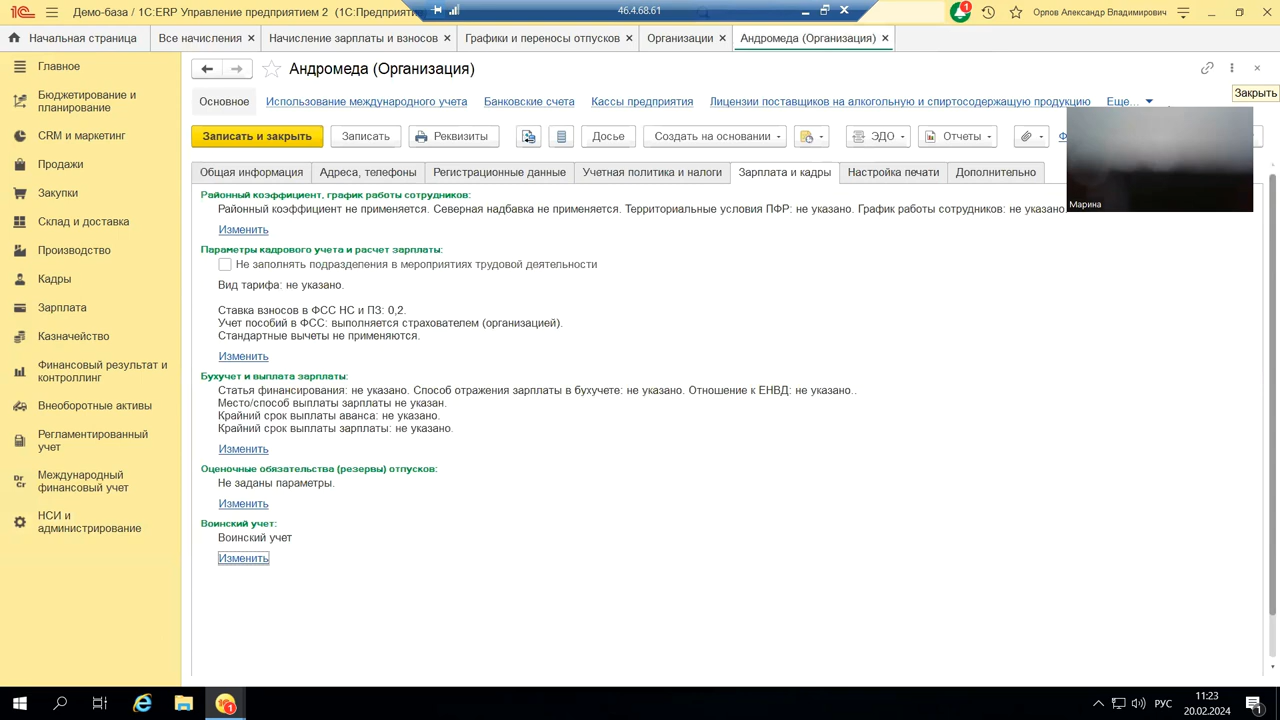 Демо-база / 1С:ERP Управление предприятием 2 (1С:Предприятие
46.4.68.61
1
Орлов Александр Владимирович
Начальная страница
Все начисления
Начисление зарплаты и взносов
Графики и переносы отпусков
Организации
Андромеда (Организация)
Андромеда (Организация)
Закрыть
Основное
Использование международного учета
Банковские счета
Кассы предприятия
Лицензии поставщиков на алкогольную и спиртосодержащую продукцию
Еще...
Записать и закрыть
Записать
Реквизиты
Досье
Создать на основании
ЭДО
Отчеты
Общая информация
Адреса, телефоны
Регистрационные данные
Учетная политика и налоги
Зарплата и кадры
Настройка печати
Дополнительно
Марина
Главное
Бюджетирование и
планирование
CRM и маркетинг
Продажи
Закупки
Склад и доставка
Производство
Кадры
Зарплата
Казначейство
Финансовый результат и
контроллинг
Внеоборотные активы
Регламентированный
учет
Международный
финансовый учет
НСИ и
администрирование
Районный коэффициент, график работы сотрудников:
Районный коэффициент не применяется. Северная надбавка не применяется. Территориальные условия ПФР: не указано. График работы сотрудников: не указано.
Изменить
Параметры кадрового учета и расчет зарплаты:
Не заполнять подразделения в мероприятиях трудовой деятельности
Вид тарифа: не указано.
Ставка взносов в ФСС НС и ПЗ: 0,2.
Учет пособий в ФСС: выполняется страхователем (организацией).
Стандартные вычеты не применяются.
Изменить
Бухучет и выплата зарплаты:
Статья финансирования: не указано. Способ отражения зарплаты в бухучете: не указано. Отношение к ЕНВД: не указано..
Место/способ выплаты зарплаты не указан.
Крайний срок выплаты аванса: не указано.
Крайний срок выплаты зарплаты: не указано.
Изменить
Оценочные обязательства (резервы) отпусков:
Не заданы параметры.
Изменить
Воинский учет:
Воинский учет
Изменить
РУС
11:23
20.02.2024